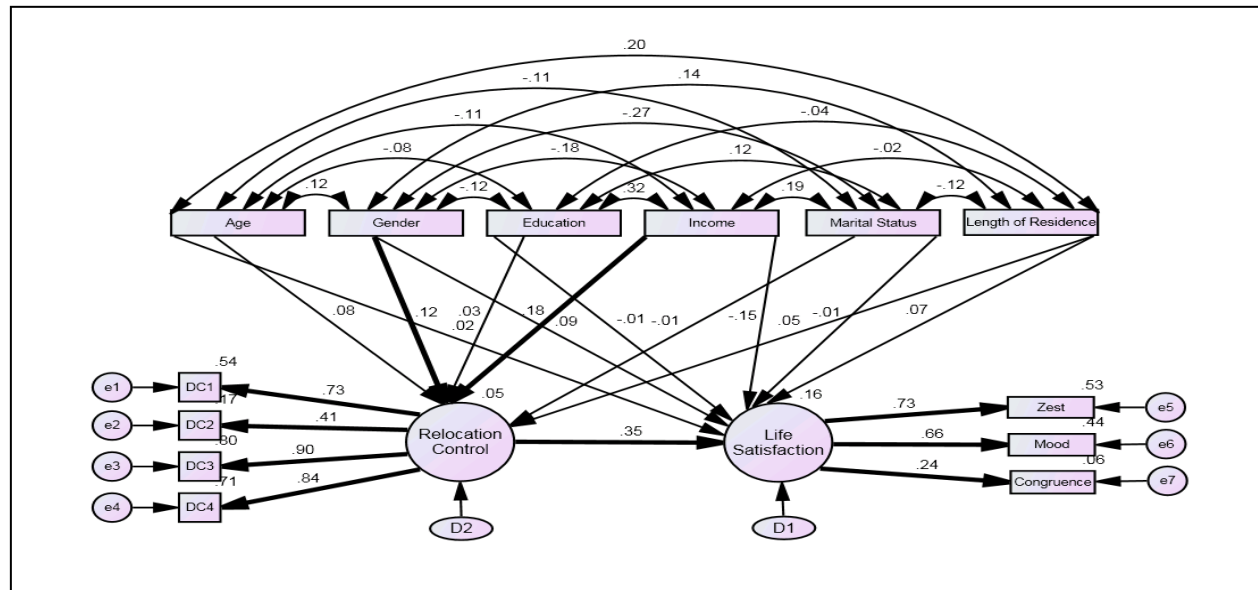 .20
-.11
.14
-.11
-.27
-.04
-.08
-.18
.12
-.02
.12
-.12
.32
.19
-.12
Age
Gender
Education
Income
Marital Status
Length of Residence
.08
.12
.03
.02
.18
.09
-.01
-.01
-.15
.05
-.01
.07
.54
e1
DC1
.73
.17
e2
DC2
.41
.80
e3
DC3
.90
.71
e4
DC4
.84
.05
Relocation
Control
.35
.16
Life
Satisfaction
.73
.53
Zest
e5
.66
.44
Mood
e6
.24
.06
Congruence
e7
D2
D1